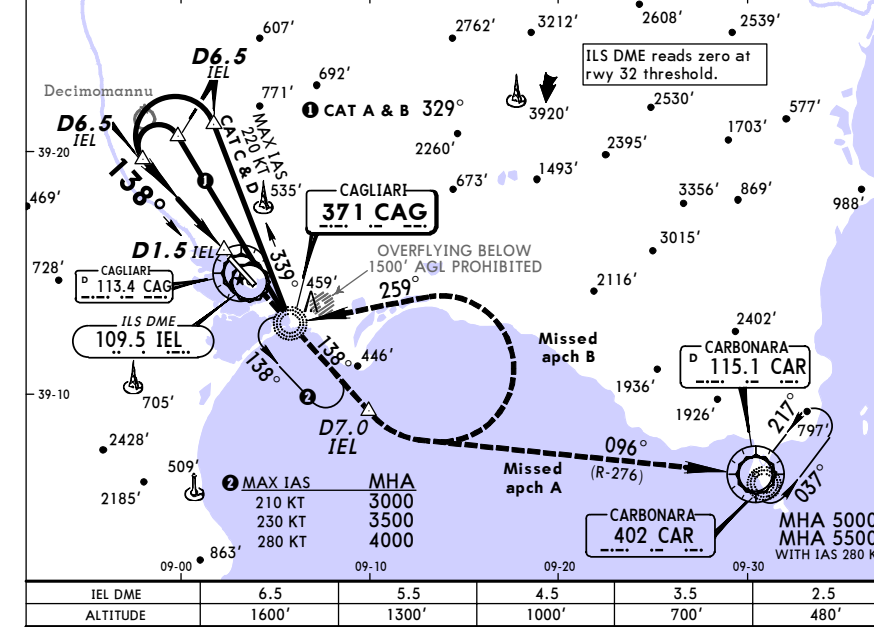 607'
2762'
3212'
2608'
2539'
D6.5
IEL
ILS DME reads zero at
rwy 32 threshold.
692'
Decimomannu
771'
1 CAT A & B 329°
3920'
2530'
577'
D6.5
IEL
CAT C & D
MAX IAS
220 KT
2260'
2395'
1703'
39-20
138°
1
535'
673'
1493'
3356'
869'
988'
469'
CAGLIARI
371 CAG
D1.5 IEL
339°
OVERFLYING BELOW
1500' AGL PROHIBITED
3015'
728'
CAGLIARI
D 113.4 CAG
459'
259°
2116'
ILS DME
109.5 IEL
138°
138°
446'
Missed
apch B
2402'
CARBONARA
D 115.1 CAR
39-10
705'
2
1936'
1926'
217°
797'
D7.0
IEL
2428'
096°
(R-276)
509'
2185'
2 MAX IAS MHA
210 KT 3000
230 KT 3500
280 KT 4000
Missed
apch A
037°
CARBONARA
402 CAR
MHA 5000
MHA 5500
WITH IAS 280 K
863'
09-00
09-10
09-20
09-30
IEL DME 6.5 5.5 4.5 3.5 2.5
ALTITUDE 1600' 1300' 1000' 700' 480'